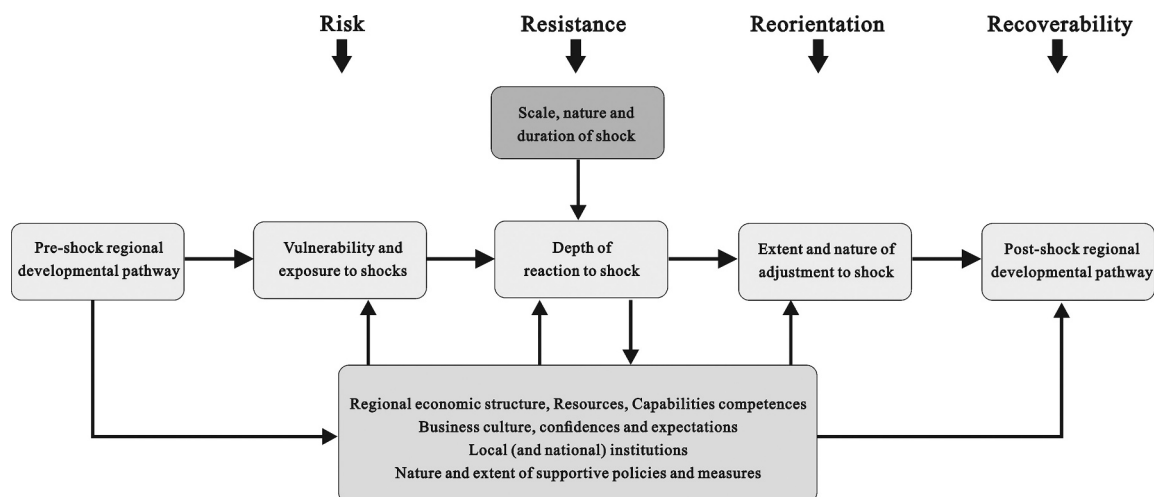 Risk
Resistance
Reorientation
Recoverability
Scale, nature and
duration of shock
Pre-shock regional
developmental pathway
Vulnerability and
exposure to shocks
Depth of
reaction to shock
Extent and nature of
adjustment to shock
Post-shock regional
developmental pathway
Regional economic structure, Resources, Capabilities competences
Business culture, confidences and expectations
Local (and national) institutions
Nature and extent of supportive policies and measures